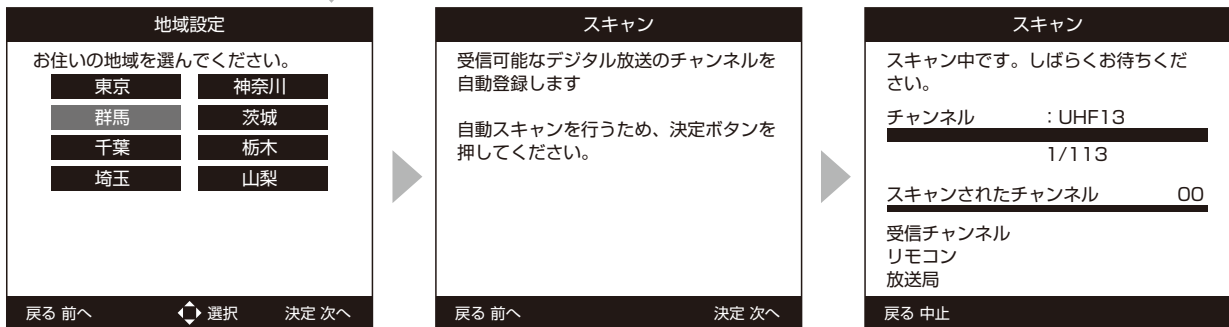 地域設定
お住いの地域を選んでください。
東京 神奈川
群馬 茨城
千葉 栃木
埼玉 山梨
戻る 前へ 選択 決定 次へ
スキャン
受信可能なデジタル放送のチャンネルを
自動登録します
自動スキャンを行うため、決定ボタンを
押してください。
戻る 前へ 決定 次へ
スキャン
スキャン中です。しばらくお待ちくだ
さい。
チャンネル :UHF13
1/113
スキャンされたチャンネル 00
受信チャンネル
リモコン
放送局
戻る 中止